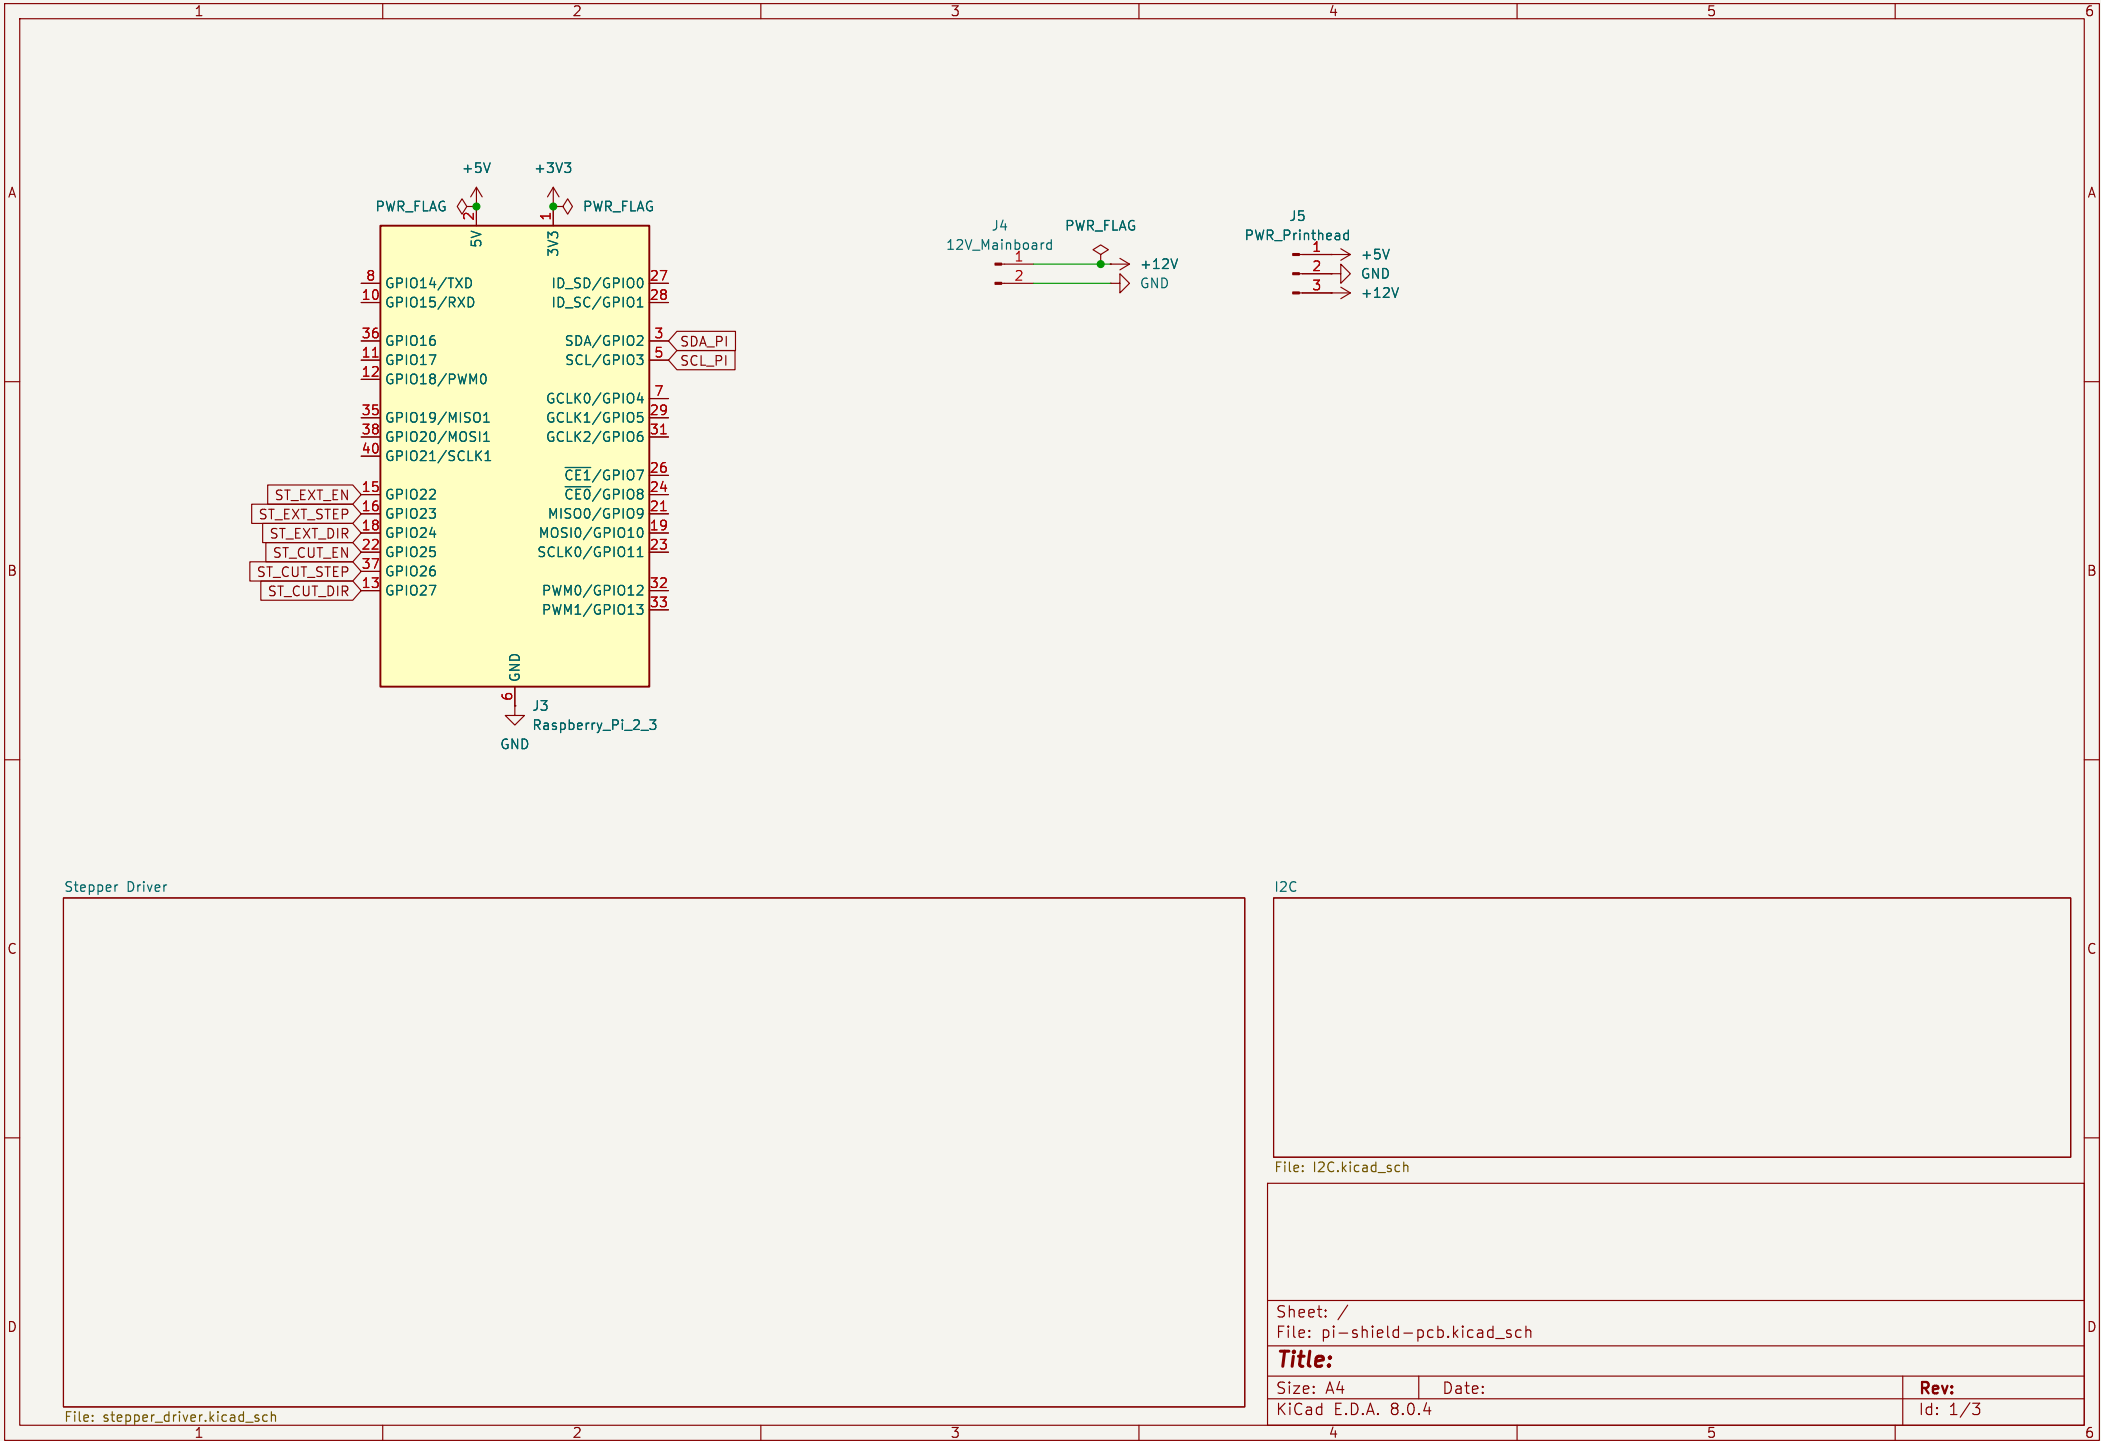 1 2 3 4 5 6
A
A
B
B
C
C
D
D
+5V
+3V3
PWR_FLAG
PWR_FLAG
2
1
5V
3V3
8 GPIO14/TXD
10 GPIO15/RXD
36 GPIO16
11 GPIO17
12 GPIO18/PWM0
35 GPIO19/MISO1
38 GPIO20/MOSI1
40 GPIO21/SCLK1
ST_EXT_EN 15 GPIO22
ST_EXT_STEP 16 GPIO23
ST_EXT_DIR 18 GPIO24
ST_CUT_EN 22 GPIO25
ST_CUT_STEP 37 GPIO26
ST_CUT_DIR 13 GPIO27
ID_SD/GPIO0 27
ID_SC/GPIO1 28
SDA/GPIO2 3 SDA_PI
SCL/GPIO3 5 SCL_PI
GCLK0/GPIO4 7
GCLK1/GPIO5 29
GCLK2/GPIO6 31
CE1/GPIO7 26
CE0/GPIO8 24
MISO0/GPIO9 21
MOSI0/GPIO10 19
SCLK0/GPIO11 23
PWM0/GPIO12 32
PWM1/GPIO13 33
GND
6
J3
Raspberry_Pi_2_3
GND
J4
12V_Mainboard
PWR_FLAG
1 +12V
2 GND
J5
PWR_Printhead
1 +5V
2 GND
3 +12V
Stepper Driver
File: stepper_driver.kicad_sch
I2C
File: I2C.kicad_sch
Sheet: /
File: pi-shield-pcb.kicad_sch
Title:
Size: A4 Date: Rev:
KiCad E.D.A. 8.0.4 Id: 1/3
1 2 3 4 5 6